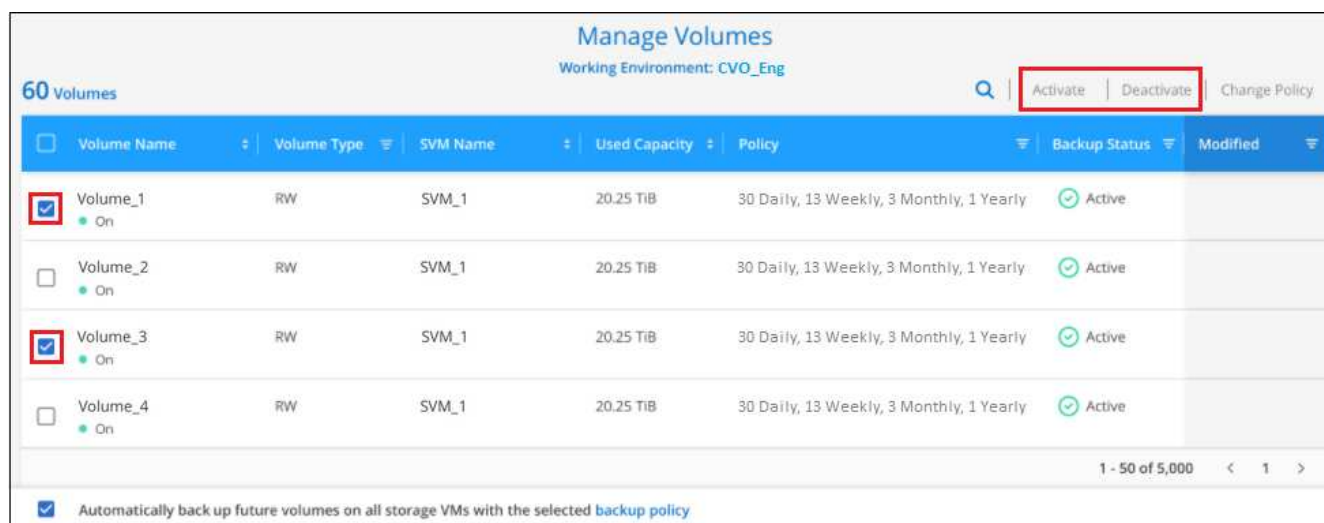 Manage Volumes
Working Environment: CVO_Eng
60 Volumes
Activate | Deactivate | Change Policy
Volume Name Volume Type SVM Name Used Capacity Policy Backup Status Modified
Volume_1 RW SVM_1 20.25 TiB 30 Daily, 13 Weekly, 3 Monthly, 1 Yearly Active
On
Volume_2 RW SVM_1 20.25 TiB 30 Daily, 13 Weekly, 3 Monthly, 1 Yearly Active
On
Volume_3 RW SVM_1 20.25 TiB 30 Daily, 13 Weekly, 3 Monthly, 1 Yearly Active
On
Volume_4 RW SVM_1 20.25 TiB 30 Daily, 13 Weekly, 3 Monthly, 1 Yearly Active
On
1 - 50 of 5,000 < 1 >
Automatically back up future volumes on all storage VMs with the selected backup policy